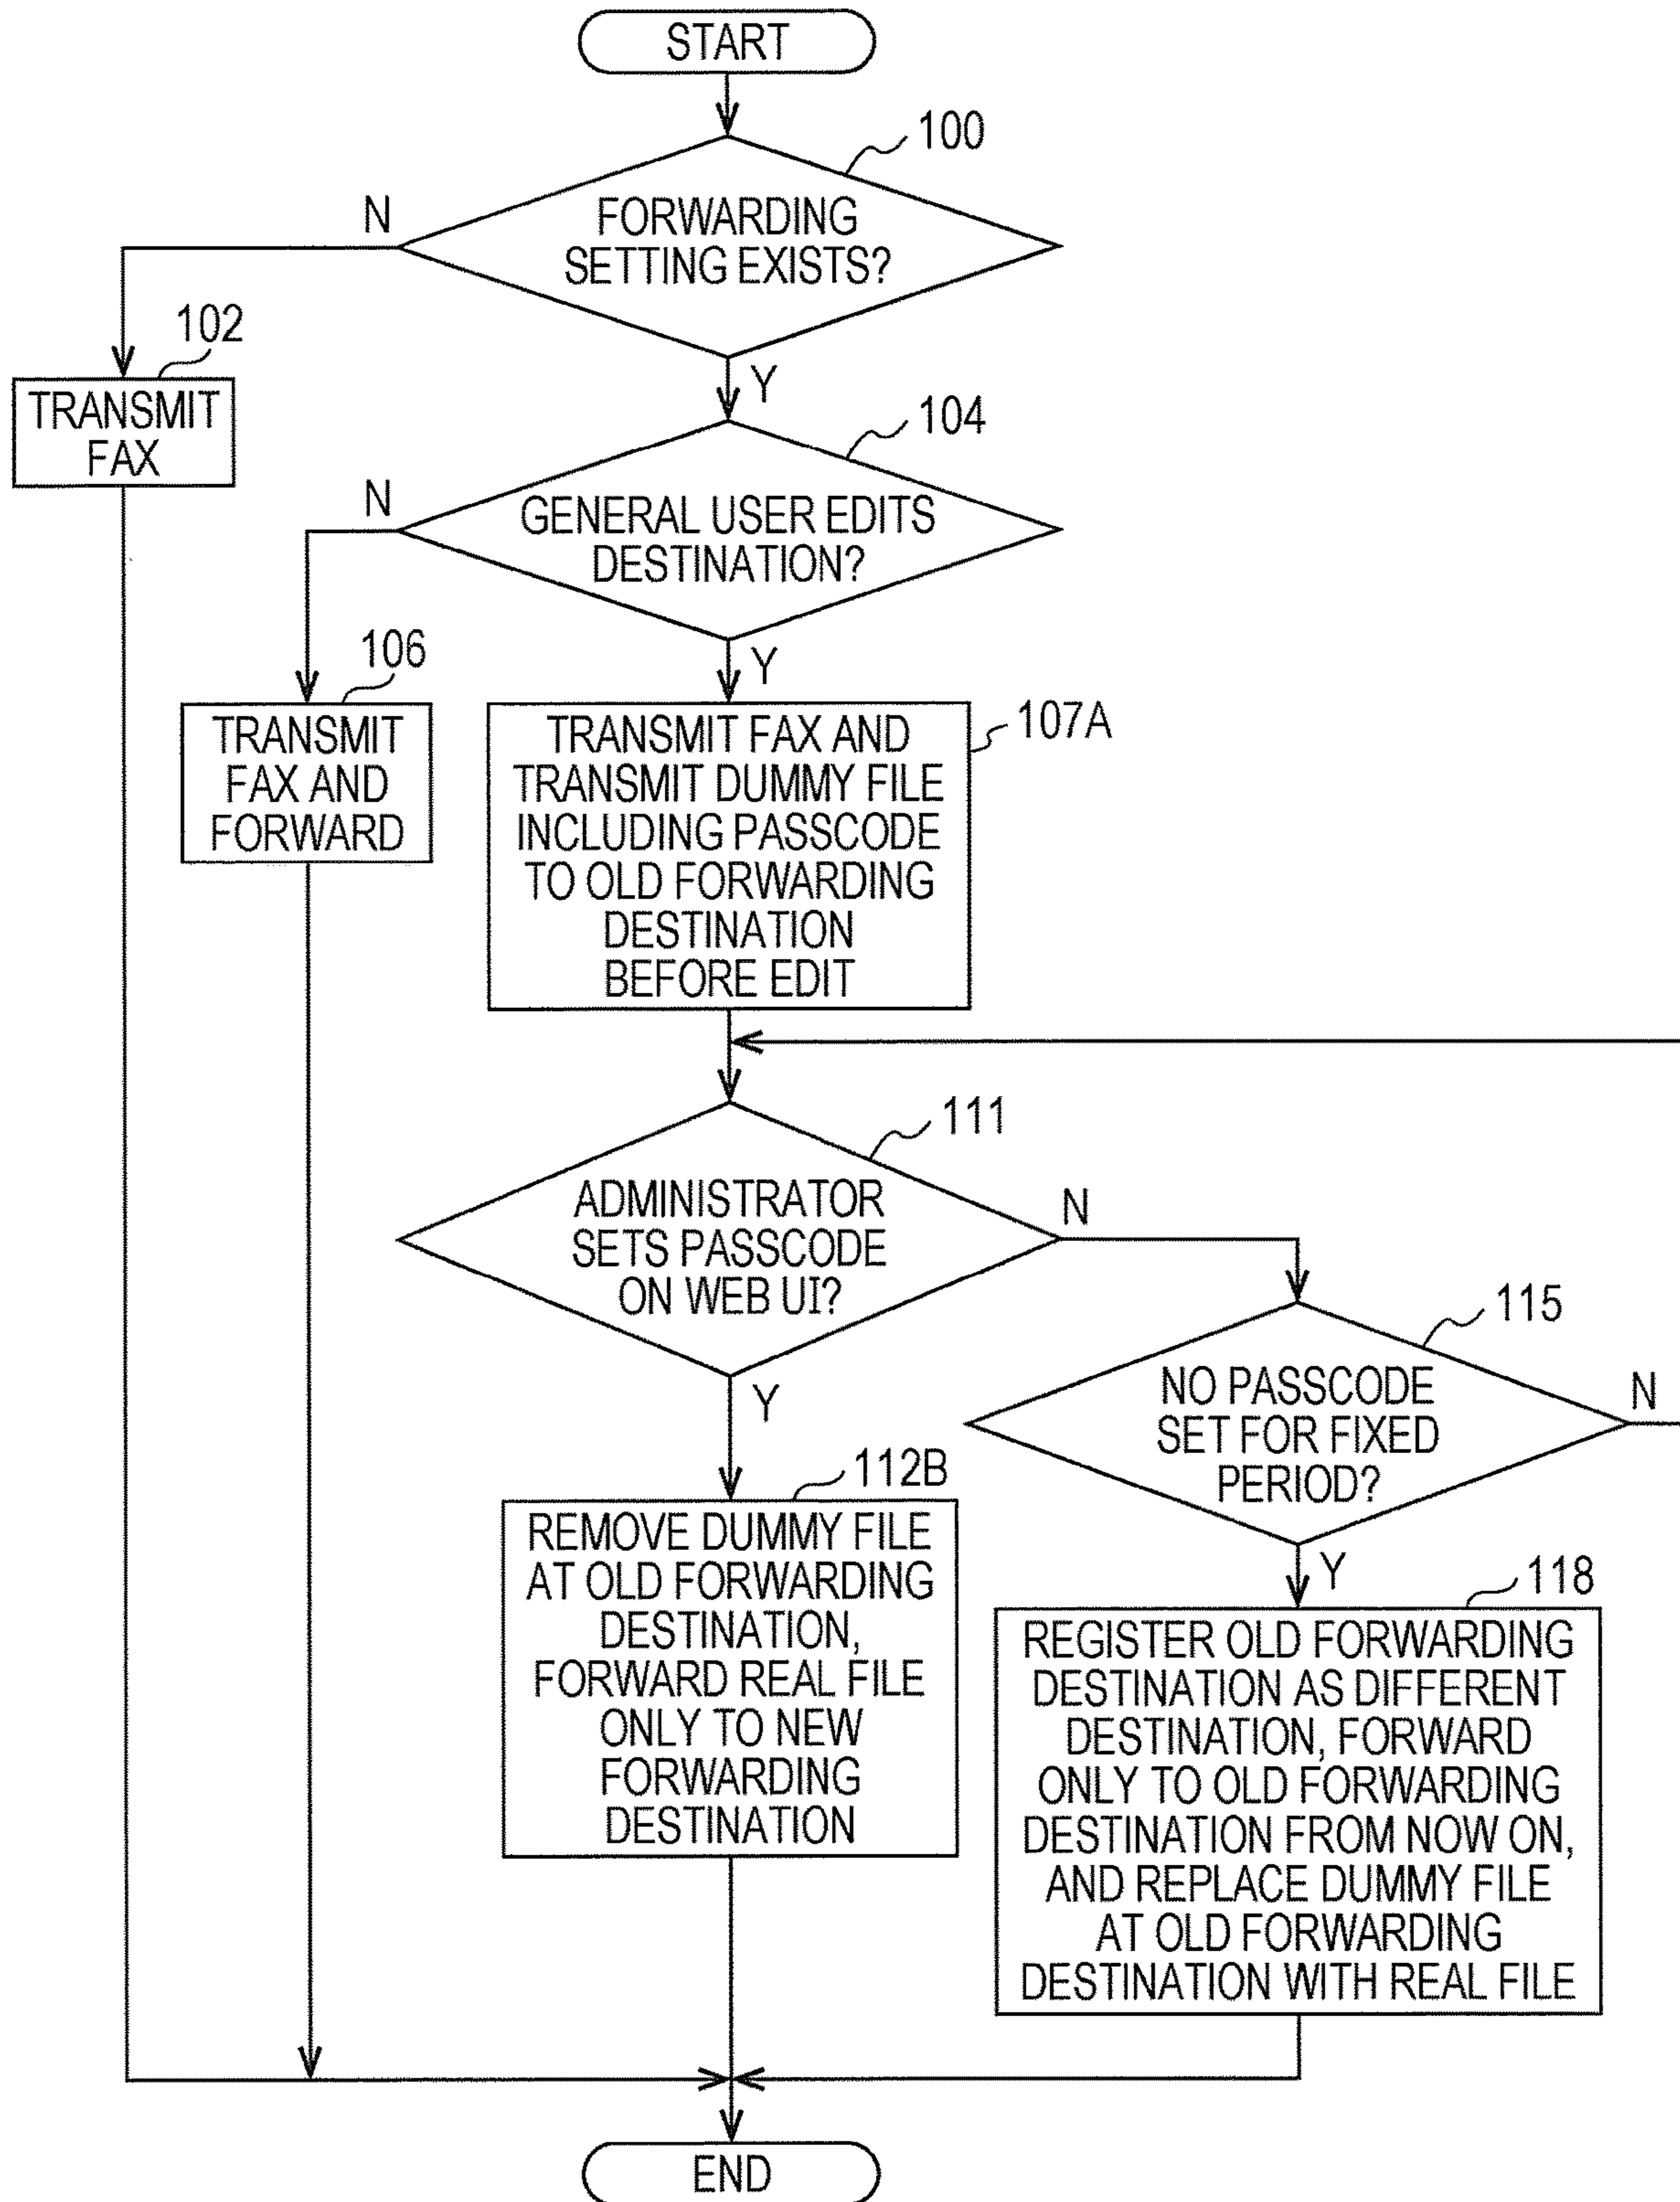 START
100
FORWARDING
SETTING EXISTS?
N
Y
102
TRANSMIT
FAX
104
GENERAL USER EDITS
DESTINATION?
N
Y
106
TRANSMIT
FAX AND
FORWARD
107A
TRANSMIT FAX AND
TRANSMIT DUMMY FILE
INCLUDING PASSCODE
TO OLD FORWARDING
DESTINATION
BEFORE EDIT
111
ADMINISTRATOR
SETS PASSCODE
ON WEB UI?
N
Y
115
NO PASSCODE
SET FOR FIXED
PERIOD?
N
Y
112B
REMOVE DUMMY FILE
AT OLD FORWARDING
DESTINATION,
FORWARD REAL FILE
ONLY TO NEW
FORWARDING
DESTINATION
118
REGISTER OLD FORWARDING
DESTINATION AS DIFFERENT
DESTINATION, FORWARD
ONLY TO OLD FORWARDING
DESTINATION FROM NOW ON,
AND REPLACE DUMMY FILE
AT OLD FORWARDING
DESTINATION WITH REAL FILE
END